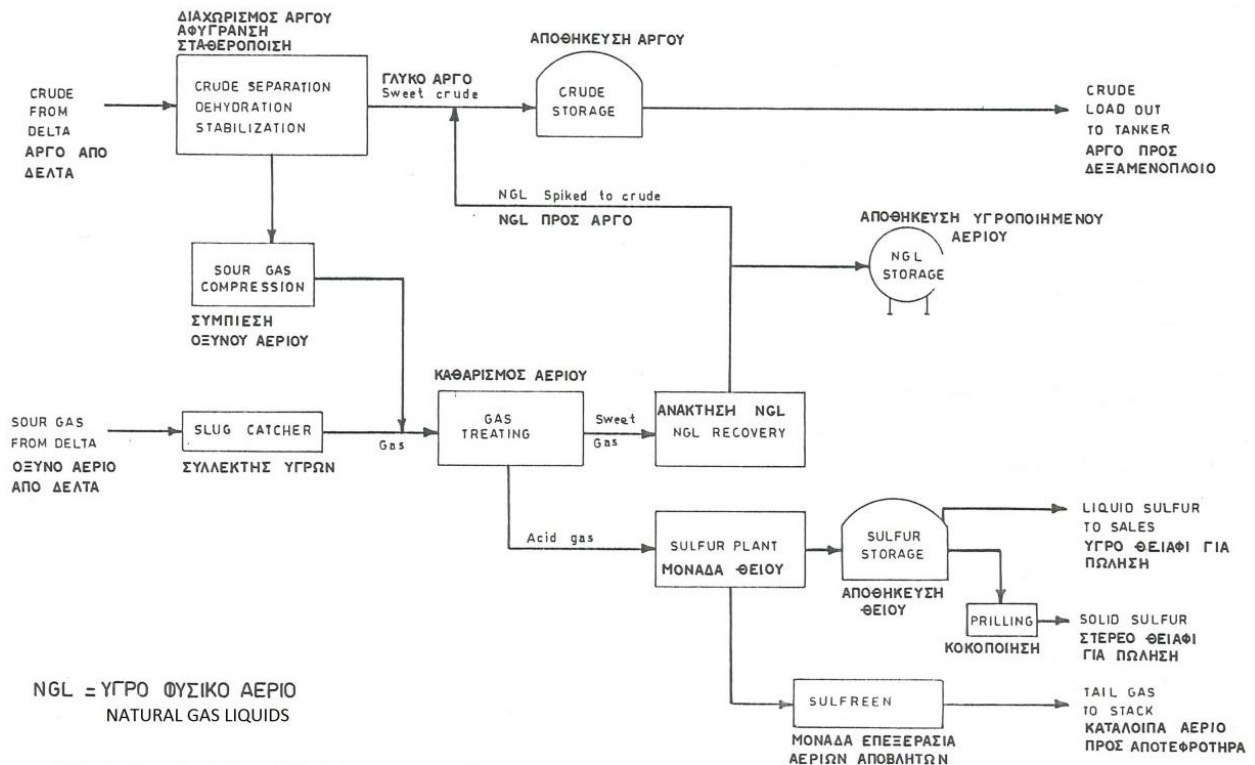 ΔΙΑΧΩΡΙΣΜΟΣ ΑΡΓΟΥ
ΑΦΥΓΡΑΝΣΗ
ΣΤΑΘΕΡΟΠΟΙΣΗ
ΑΠΟΘΗΚΕΥΣΗ ΑΡΓΟΥ
CRUDE
FROM
DELTA
ΑΡΓΟ ΑΠΟ
ΔΕΛΤΑ
CRUDE SEPARATION
DEHYDRATION
STABILIZATION
ΓΛΥΚΟ ΑΡΓΟ
Sweet crude
CRUDE
STORAGE
CRUDE
LOAD OUT
TO TANKER
ΑΡΓΟ ΠΡΟΣ
ΔΕΞΑΜΕΝΟΠΛΟΙΟ
NGL Spiked to crude
NGL ΠΡΟΣ ΑΡΓΟ
ΑΠΟΘΗΚΕΥΣΗ ΥΓΡΟΠΟΙΗΜΕΝΟΥ
ΑΕΡΙΟΥ
NGL
STORAGE
SOUR GAS
COMPRESSION
ΣΥΜΠΙΕΣΗ
ΟΞΥΝΟΥ ΑΕΡΙΟΥ
ΚΑΘΑΡΙΣΜΟΣ ΑΕΡΙΟΥ
SOUR GAS
FROM DELTA
ΟΞΥΝΟ ΑΕΡΙΟ
ΑΠΟ ΔΕΛΤΑ
SLUG CATCHER
ΣΥΛΛΕΚΤΗΣ ΥΓΡΩΝ
Gas
GAS
TREATING
Sweet
Gas
ΑΝΑΚΤΗΣΗ NGL
NGL RECOVERY
Acid gas
SULFUR PLANT
ΜΟΝΑΔΑ ΘΕΙΟΥ
SULFUR
STORAGE
ΑΠΟΘΗΚΕΥΣΗ
ΘΕΙΟΥ
LIQUID SULFUR
TO SALES
ΥΓΡΟ ΘΕΙΑΦΙ ΓΙΑ
ΠΩΛΗΣΗ
PRILLING
ΚΟΚΟΠΟΙΗΣΗ
SOLID SULFUR
ΣΤΕΡΕΟ ΘΕΙΑΦΙ
ΓΙΑ ΠΩΛΗΣΗ
SULFREEN
ΜΟΝΑΔΑ ΕΠΕΞΕΡΑΣΙΑ
ΑΕΡΙΩΝ ΑΠΟΒΛΗΤΩΝ
TAIL GAS
TO STACK
ΚΑΤΑΛΟΙΠΑ ΑΕΡΙΟ
ΠΡΟΣ ΑΠΟΤΕΦΡΟΤΗΡΑ
NGL = ΥΓΡΟ ΦΥΣΙΚΟ ΑΕΡΙΟ
NATURAL GAS LIQUIDS